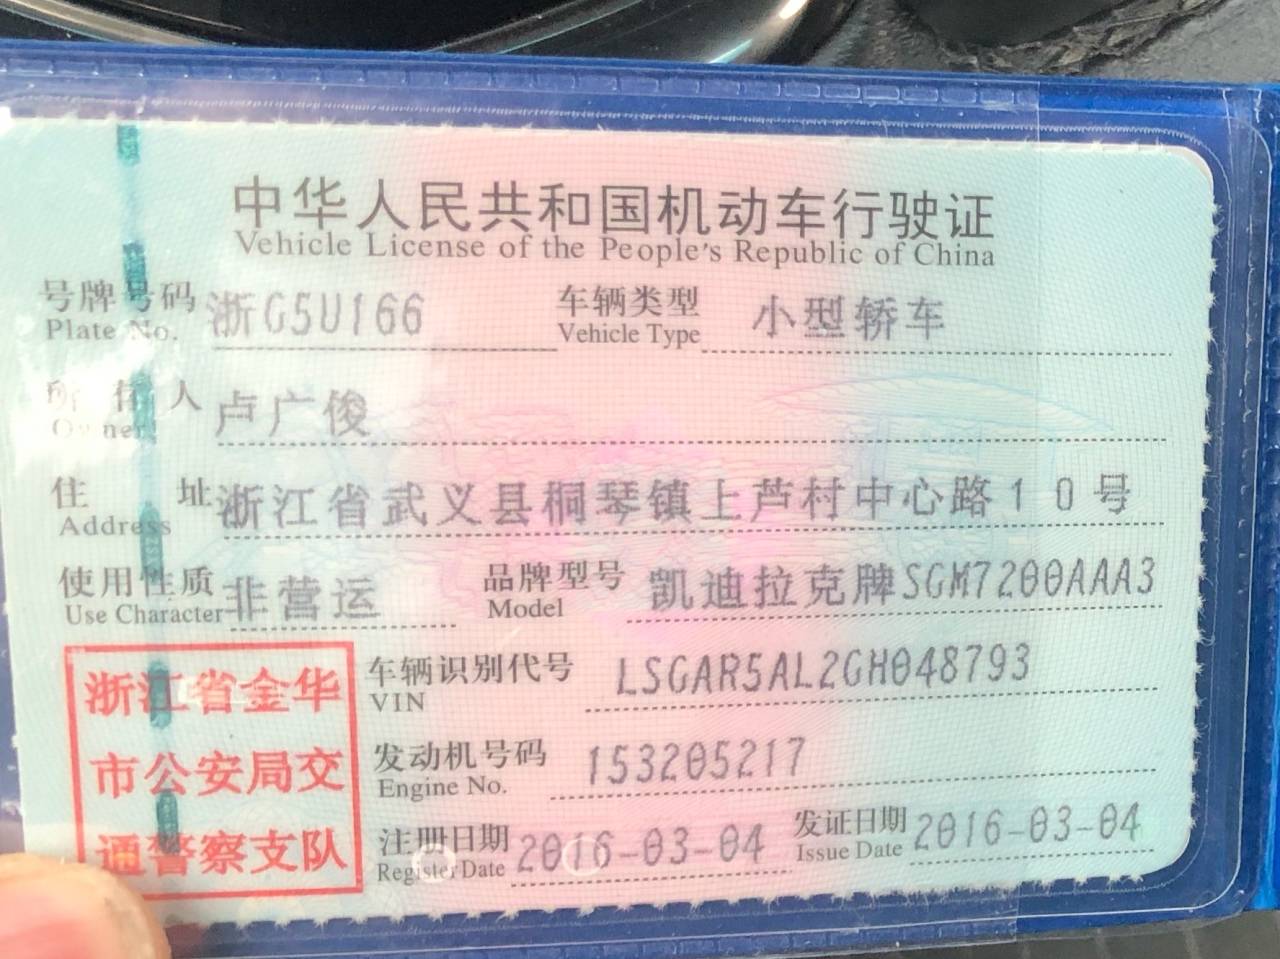 中华人民共和国机动车行驶证
Vehicle License of the People's Republic of China
号牌号码 浙G5U166 车辆类型 小型轿车
Plate No. Vehicle Type
所有人 卢广俊
Owner
住址 浙江省武义县桐琴镇上芦村中心路10号
Address
使用性质 非营运 品牌型号 凯迪拉克牌SGM7200AAA3
Use Character Model
浙江省金华
市公安局交
通警察支队
车辆识别代号 LSGAR5AL2GH048793
VIN
发动机号码 153205217
Engine No.
注册日期 2016-03-04 发证日期 2016-03-04
Register Date Issue Date